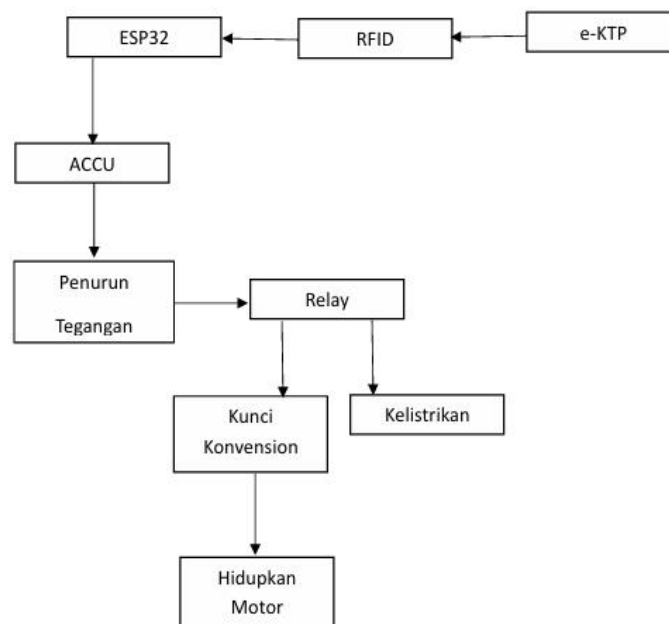 ESP32
RFID
e-KTP
ACCU
Penurun
Tegangan
Relay
Kunci
Konvension
Kelistrikan
Hidupkan
Motor